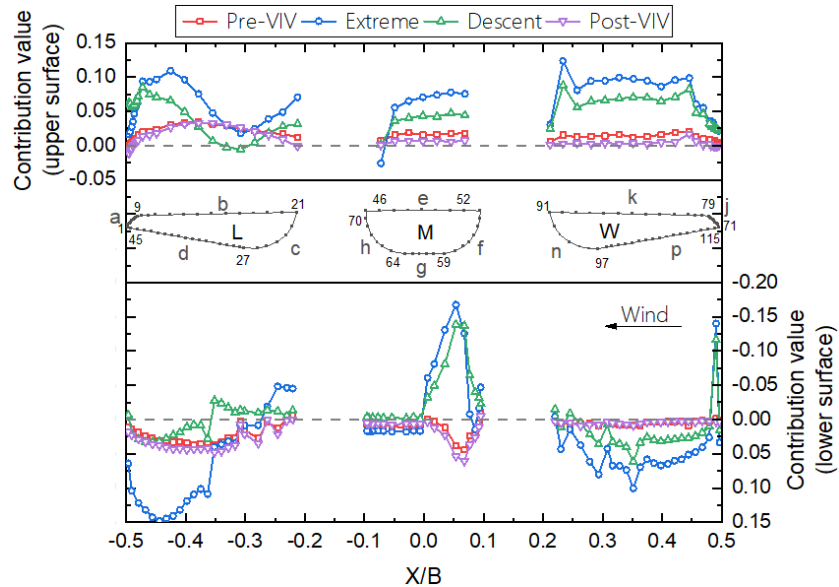 Pre-VIV Extreme Descent Post-VIV
0.15
0.10
0.05
0.00
-0.05
Contribution value
(upper surface)
a 9 b 21 46 e 52 91 k 79 j
1 L 70 M W 71
45 d 27 c h 64 g 59 f n 97 p 115
-0.20
-0.15
-0.10
-0.05
0.00
0.05
0.10
0.15
Wind
Contribution value
(lower surface)
-0.5 -0.4 -0.3 -0.2 -0.1 0.0 0.1 0.2 0.3 0.4 0.5
X/B